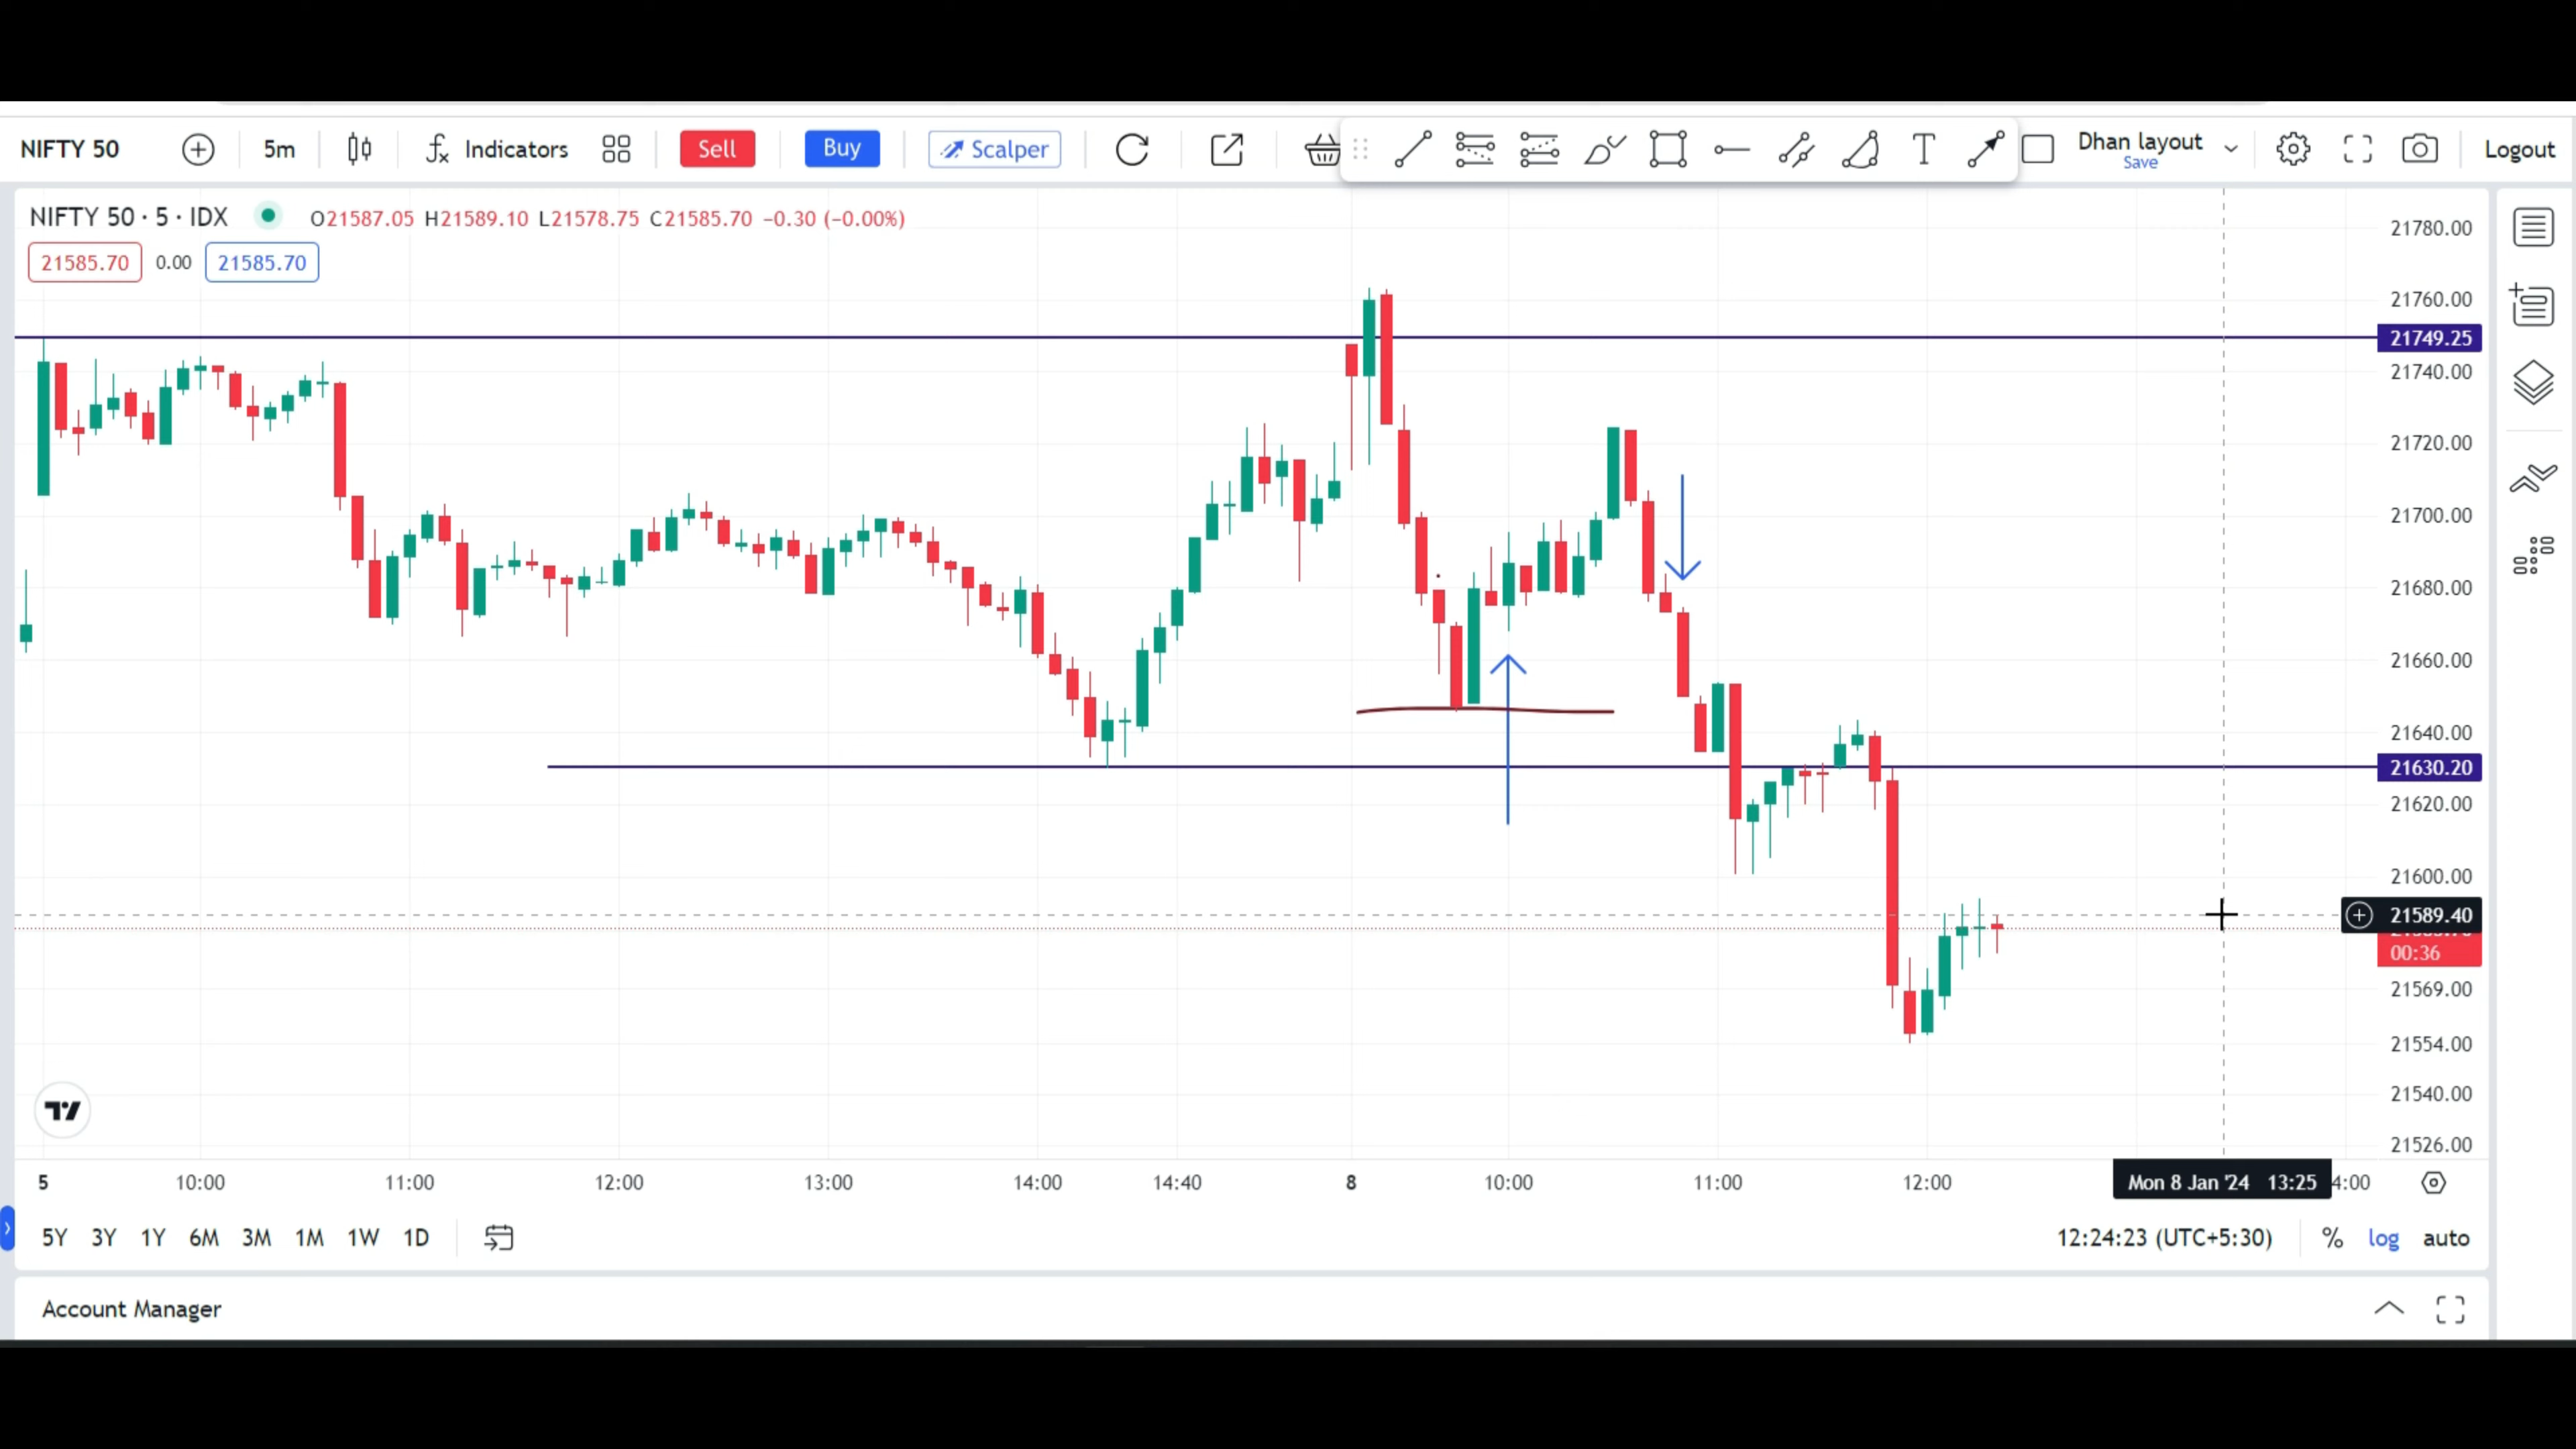 NIFTY 50 5m Indicators Sell Buy Scalper Dhan layout Logout
Save
NIFTY 50 · 5 · IDX O21587.05 H21589.10 L21578.75 C21585.70 −0.30 (−0.00%)
21585.70 0.00 21585.70
21780.00
21760.00
21749.25
21740.00
21720.00
21700.00
21680.00
21660.00
21640.00
21630.20
21620.00
21600.00
21589.40
00:36
21569.00
21554.00
21540.00
21526.00
5 10:00 11:00 12:00 13:00 14:00 14:40 8 10:00 11:00 12:00 Mon 8 Jan '24 13:25 4:00
5Y 3Y 1Y 6M 3M 1M 1W 1D 12:24:23 (UTC+5:30) % log auto
Account Manager